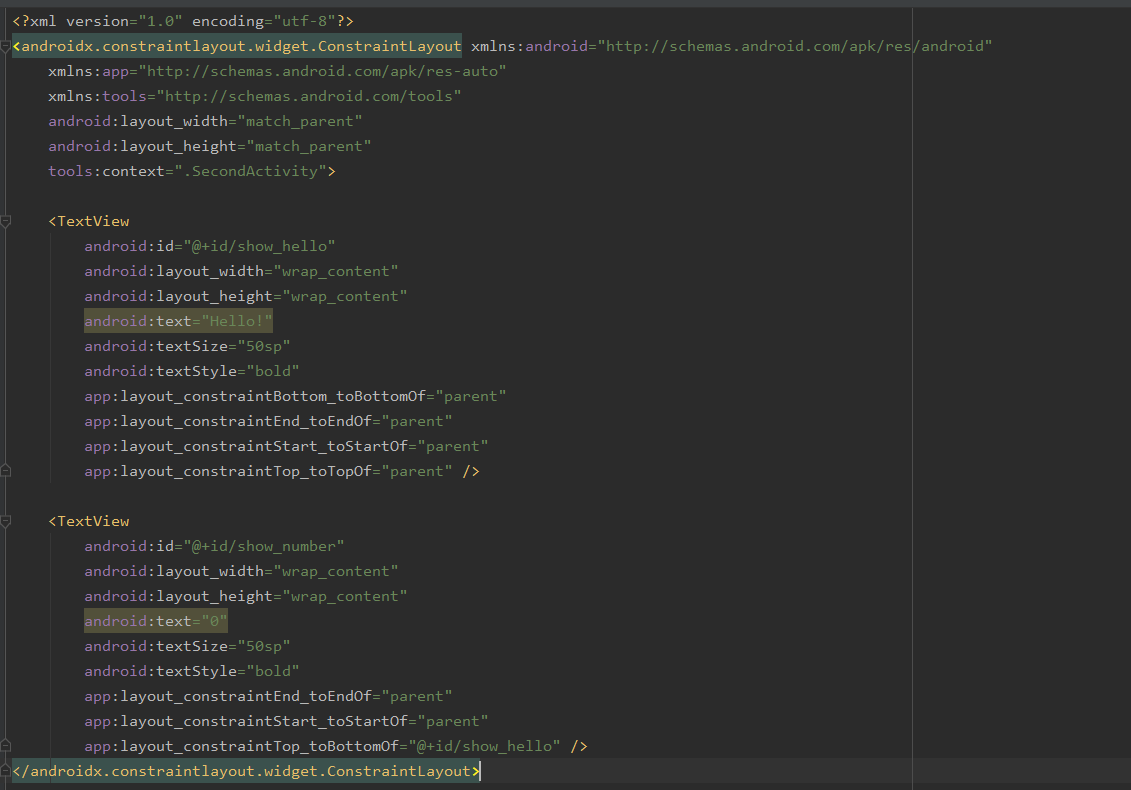 <?xml version="1.0" encoding="utf-8"?>
<androidx.constraintlayout.widget.ConstraintLayout xmlns:android="http://schemas.android.com/apk/res/android"
    xmlns:app="http://schemas.android.com/apk/res-auto"
    xmlns:tools="http://schemas.android.com/tools"
    android:layout_width="match_parent"
    android:layout_height="match_parent"
    tools:context=".SecondActivity">

    <TextView
        android:id="@+id/show_hello"
        android:layout_width="wrap_content"
        android:layout_height="wrap_content"
        android:text="Hello!"
        android:textSize="50sp"
        android:textStyle="bold"
        app:layout_constraintBottom_toBottomOf="parent"
        app:layout_constraintEnd_toEndOf="parent"
        app:layout_constraintStart_toStartOf="parent"
        app:layout_constraintTop_toTopOf="parent" />

    <TextView
        android:id="@+id/show_number"
        android:layout_width="wrap_content"
        android:layout_height="wrap_content"
        android:text="0"
        android:textSize="50sp"
        android:textStyle="bold"
        app:layout_constraintEnd_toEndOf="parent"
        app:layout_constraintStart_toStartOf="parent"
        app:layout_constraintTop_toBottomOf="@+id/show_hello" />
</androidx.constraintlayout.widget.ConstraintLayout>